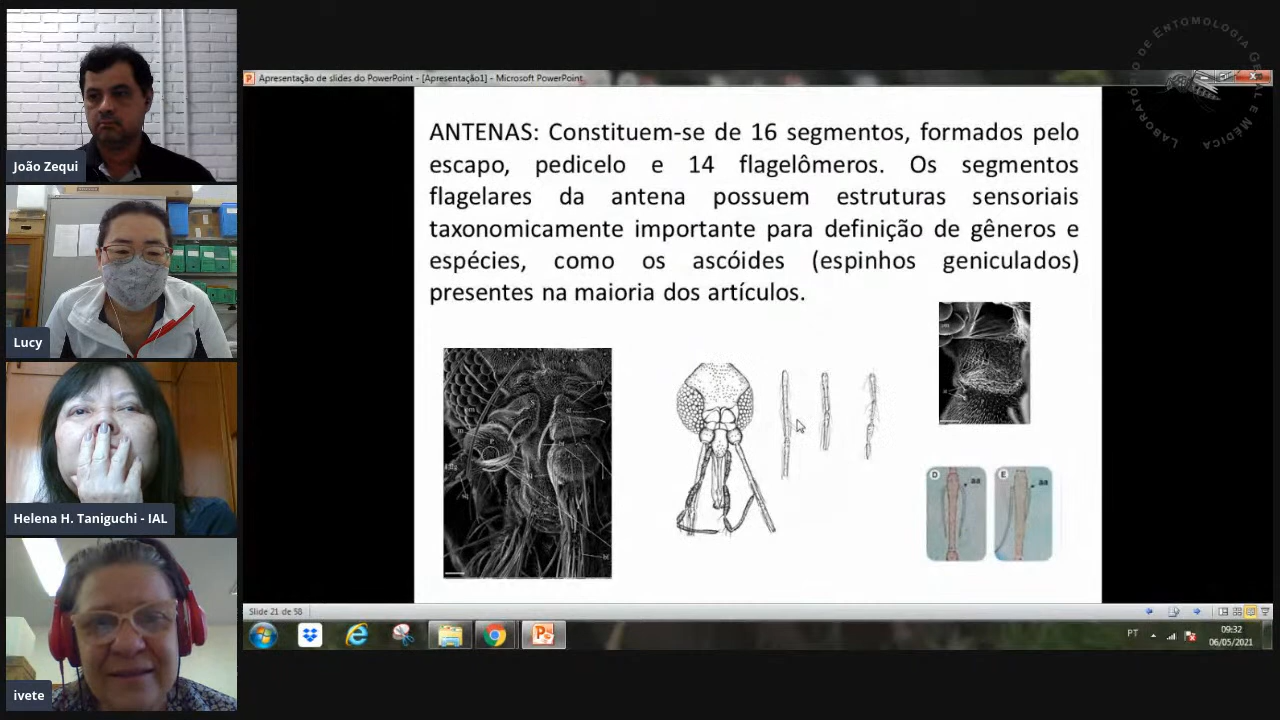 João Zequi
Lucy
Helena H. Taniguchi - IAL
ivete
LABORATÓRIO DE ENTOMOLOGIA GERAL E MÉDICA
Apresentação de slides do PowerPoint - [Apresentação1] - Microsoft PowerPoint
ANTENAS: Constituem-se de 16 segmentos, formados pelo
escapo, pedicelo e 14 flagelômeros. Os segmentos
flagelares da antena possuem estruturas sensoriais
taxonomicamente importante para definição de gêneros e
espécies, como os ascóides (espinhos geniculados)
presentes na maioria dos artículos.
D
aa
E
aa
Slide 21 de 58
PT
09:32
06/05/2021